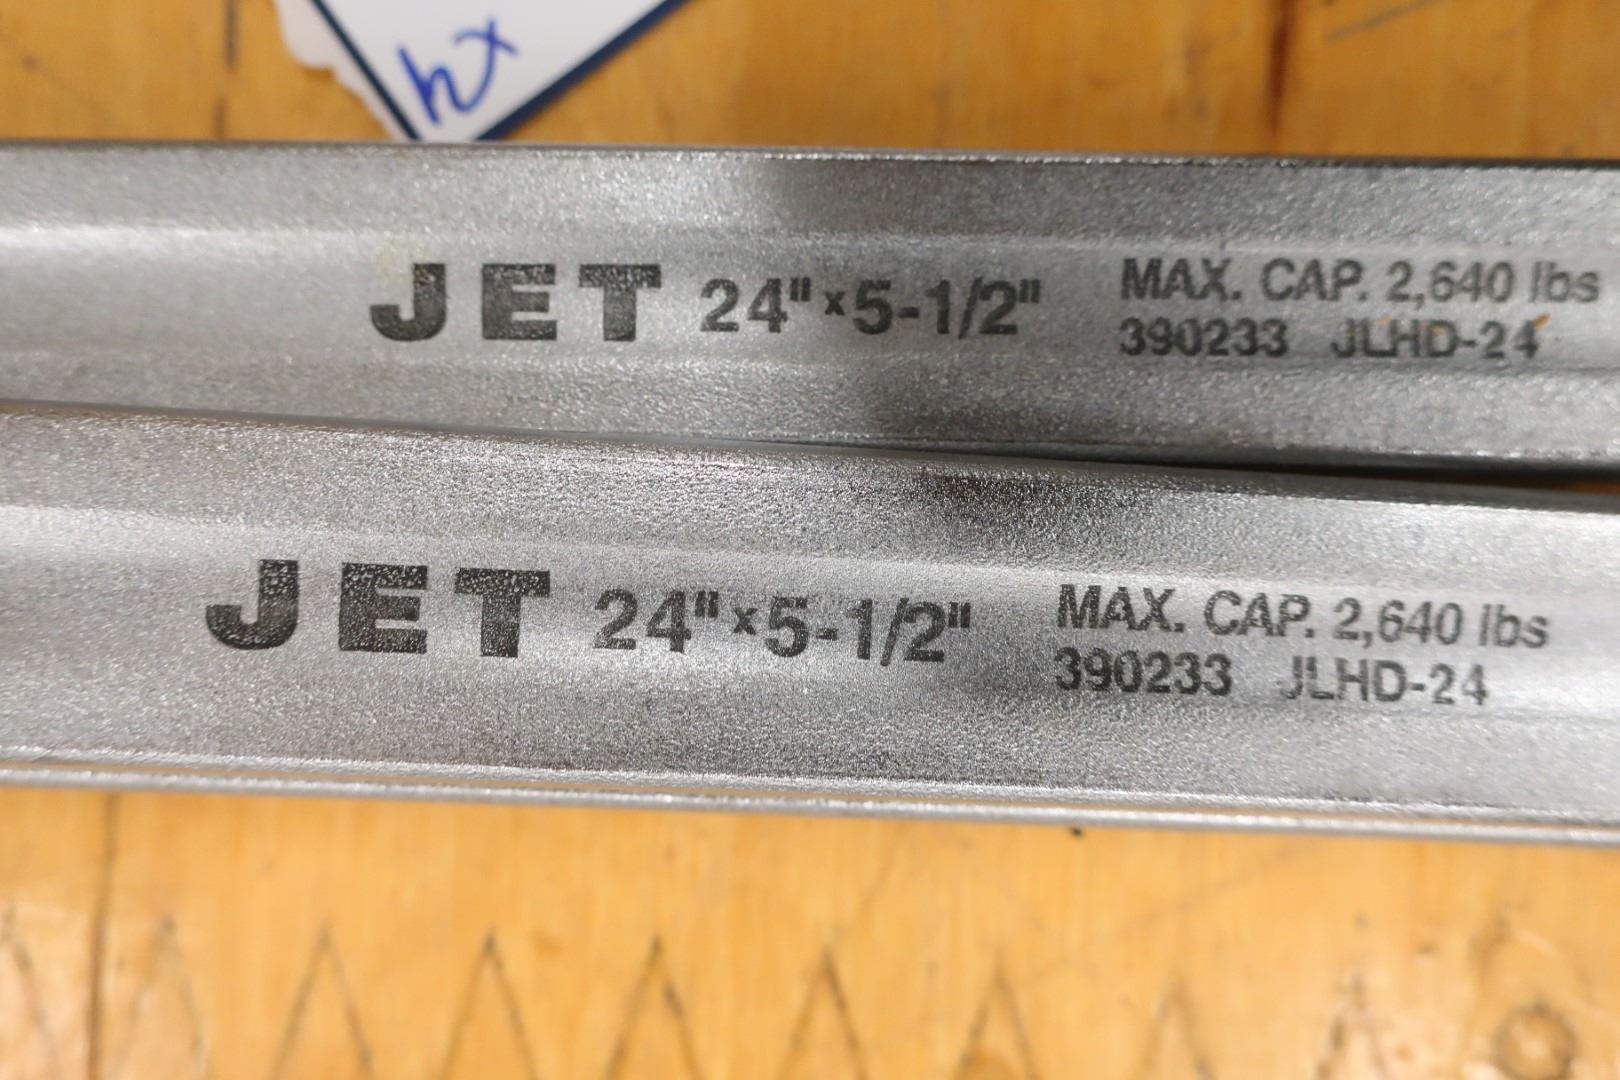 JET 24"x5-1/2" MAX. CAP. 2,640 lbs
390233 JLHD-24
JET 24"x5-1/2" MAX. CAP. 2,640 lbs
390233 JLHD-24